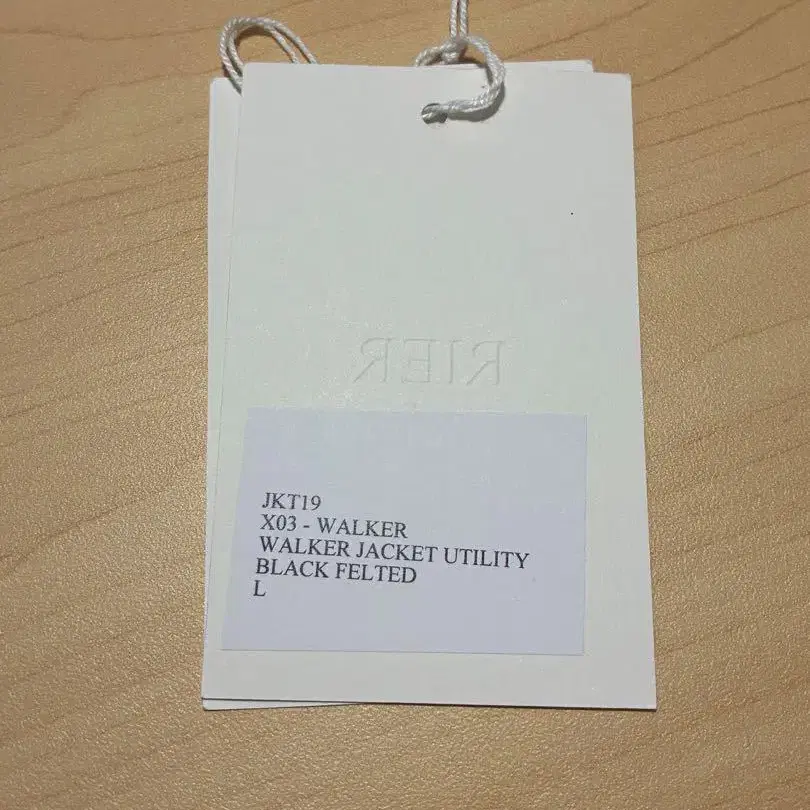 RIER
JKT19
X03 - WALKER
WALKER JACKET UTILITY
BLACK FELTED
L